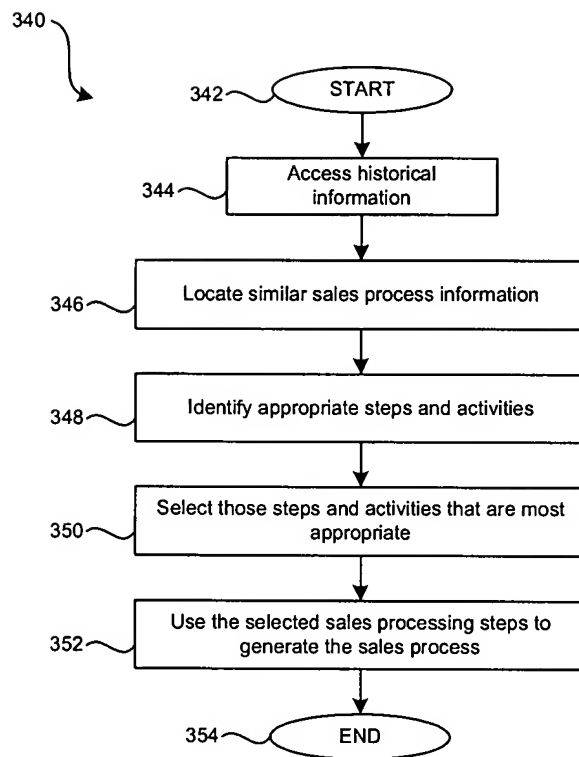 340
342
START
344
Access historical
information
346
Locate similar sales process information
348
Identify appropriate steps and activities
350
Select those steps and activities that are most
appropriate
352
Use the selected sales processing steps to
generate the sales process
354
END